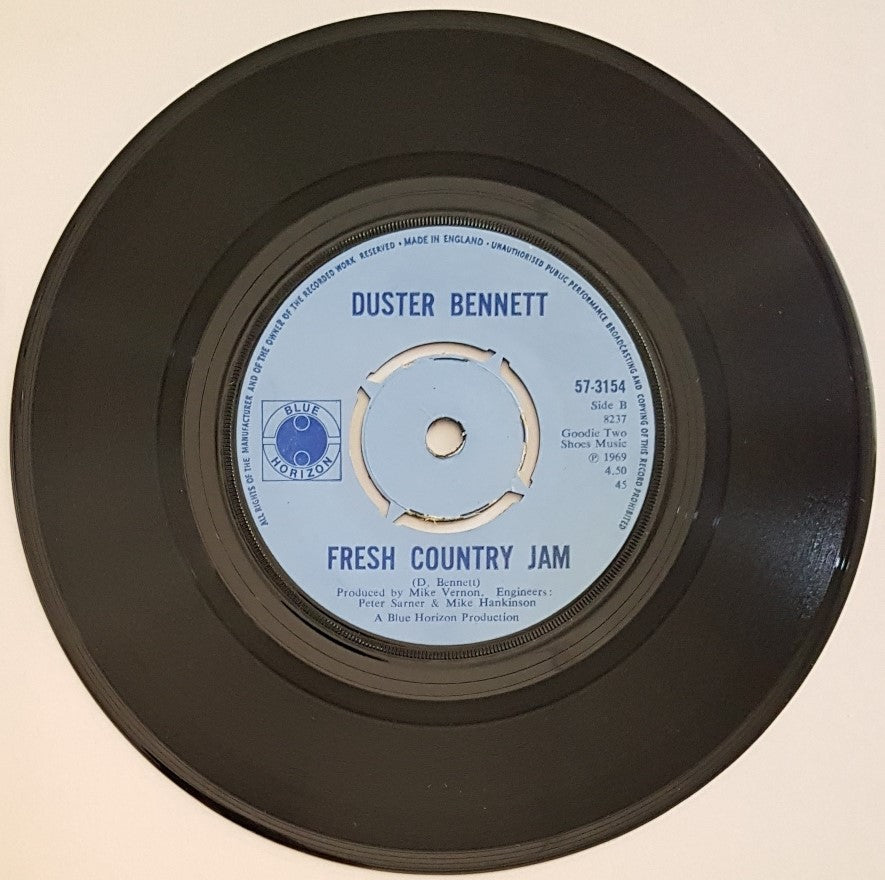 ALL RIGHTS OF THE MANUFACTURER AND OF THE OWNER OF THE RECORDED WORK RESERVED • MADE IN ENGLAND • UNAUTHORISED PUBLIC PERFORMANCE BROADCASTING AND COPYING OF THIS RECORD PROHIBITED
DUSTER BENNETT
BLUE
HORIZON
57-3154
Side B
8237
Goodie Two
Shoes Music
℗ 1969
4.50
45
FRESH COUNTRY JAM
(D. Bennett)
Produced by Mike Vernon. Engineers:
Peter Sarner & Mike Hankinson
A Blue Horizon Production